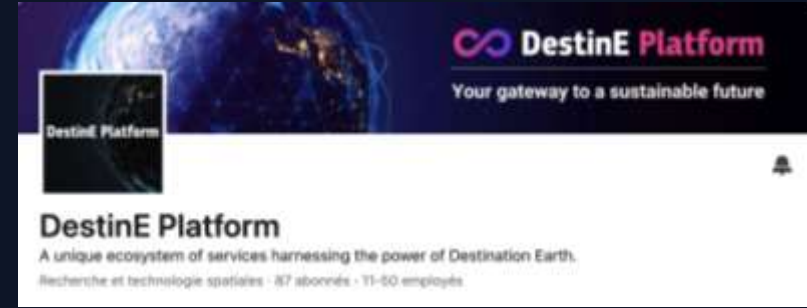 DestinE Platform
Your gateway to a sustainable future
DestinE Platform
DestinE Platform
A unique ecosystem of services harnessing the power of Destination Earth.
Recherche et technologie spatiales · 87 abonnés · 11-50 employés